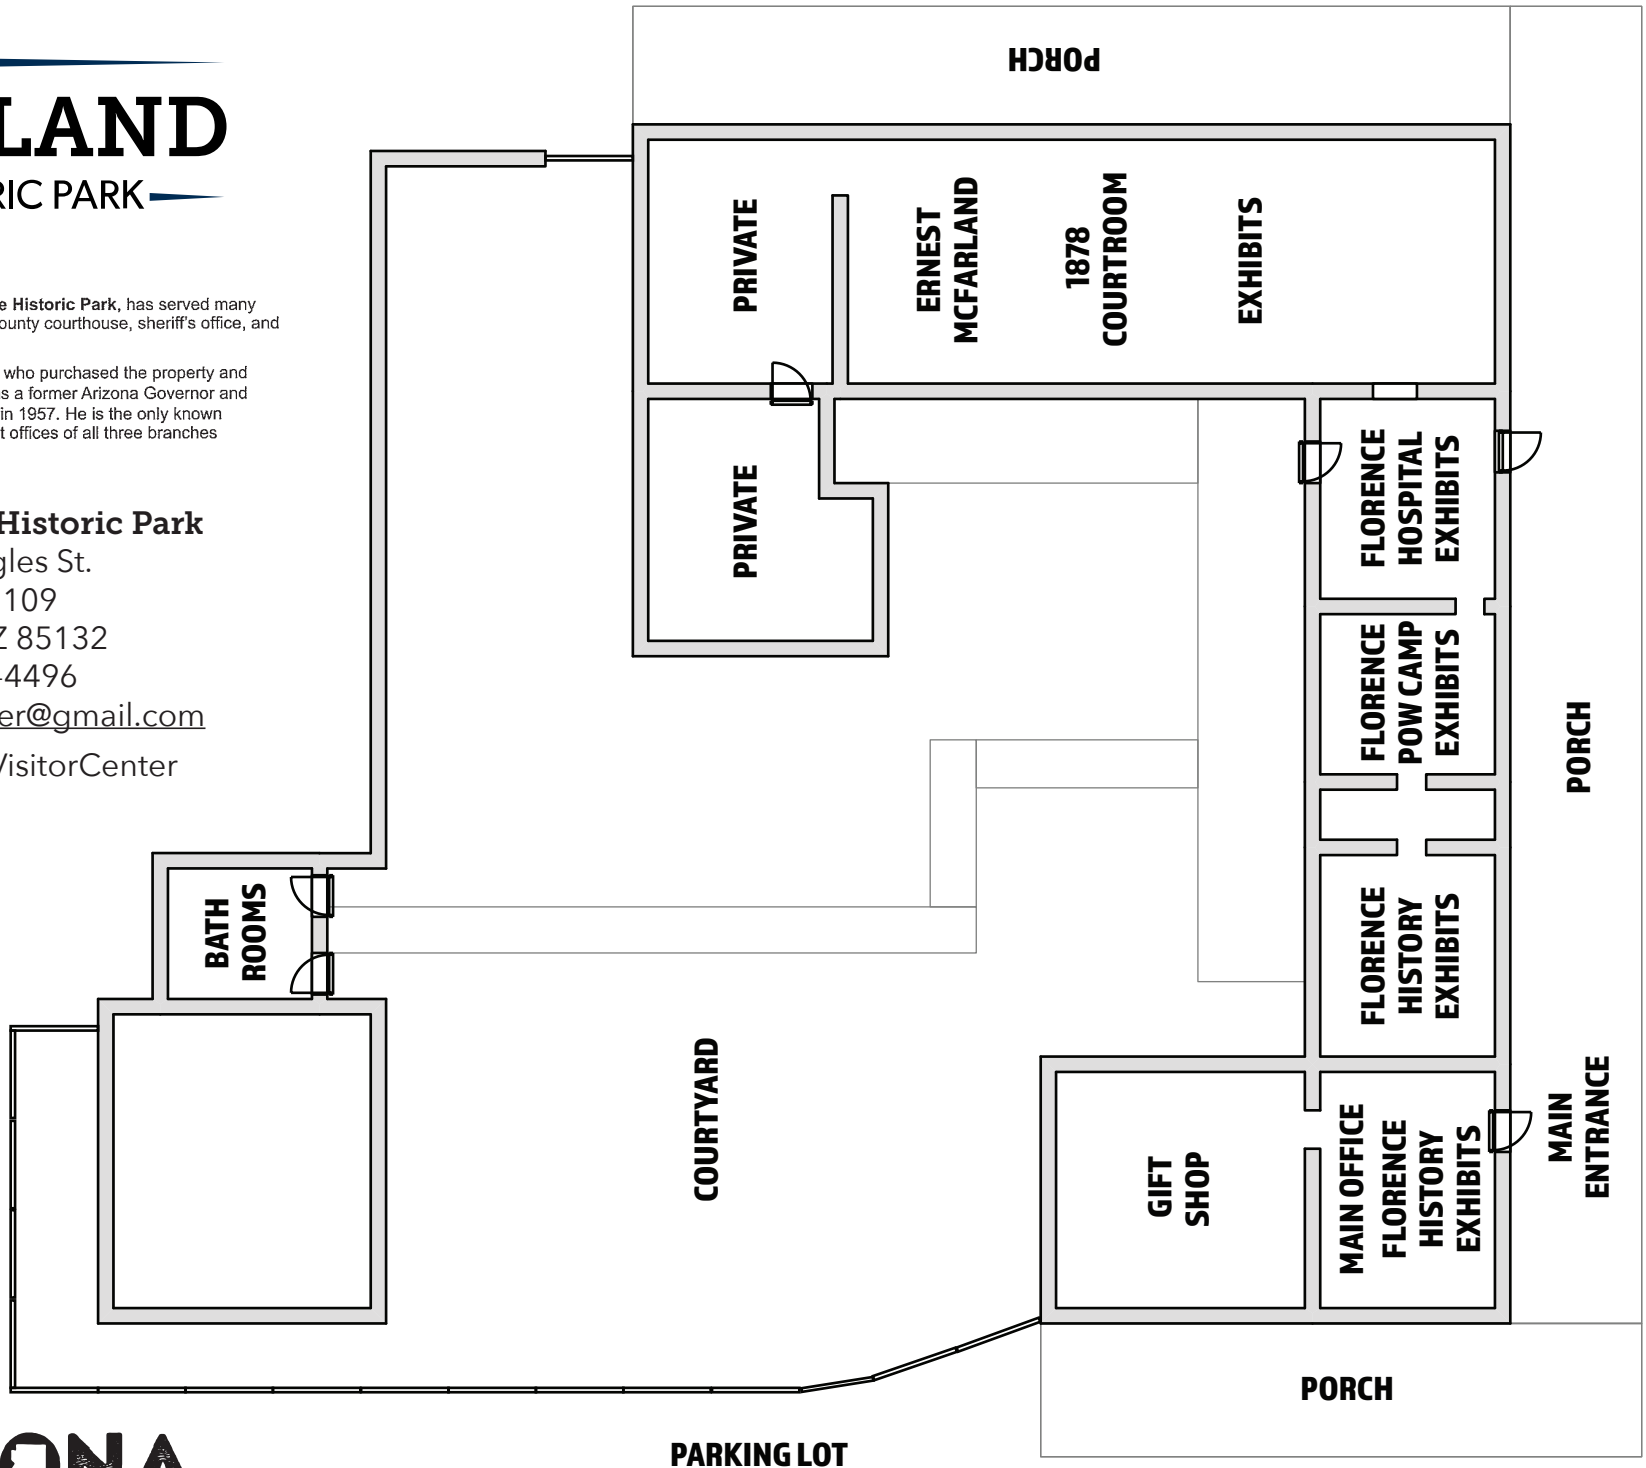 LAND
RIC PARK
e Historic Park, has served many
ounty courthouse, sheriff's office, and
who purchased the property and
s a former Arizona Governor and
in 1957. He is the only known
t offices of all three branches
Historic Park
gles St.
109
Z 85132
-4496
er@gmail.com
VisitorCenter
PORCH
PRIVATE
ERNEST
MCFARLAND
1878
COURTROOM
EXHIBITS
PRIVATE
FLORENCE
HOSPITAL
EXHIBITS
FLORENCE
POW CAMP
EXHIBITS
PORCH
BATH
ROOMS
FLORENCE
HISTORY
EXHIBITS
COURTYARD
GIFT
SHOP
MAIN OFFICE
FLORENCE
HISTORY
EXHIBITS
MAIN
ENTRANCE
PORCH
PARKING LOT
ONA